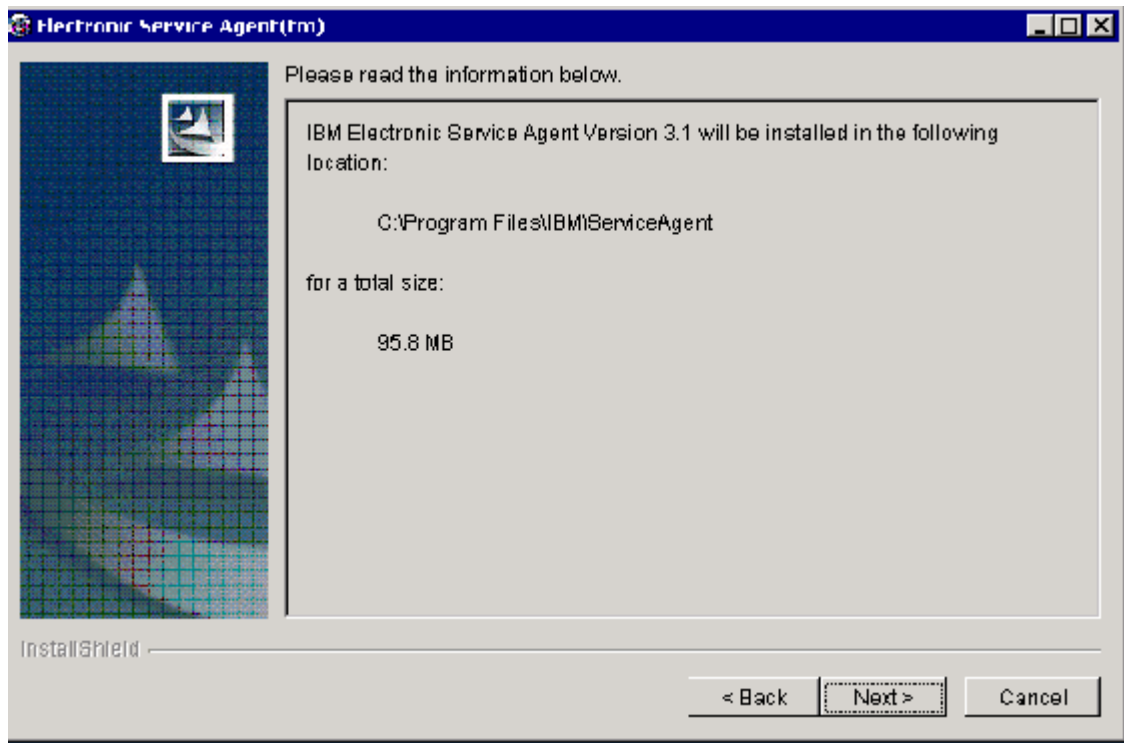 Electronic Service Agent(tm)
Please read the information below.
IBM Electronic Service Agent Version 3.1 will be installed in the following
location:
C:\Program Files\IBM\ServiceAgent
for a total size:
95.8 MB
InstallShield
< Back
Next >
Cancel